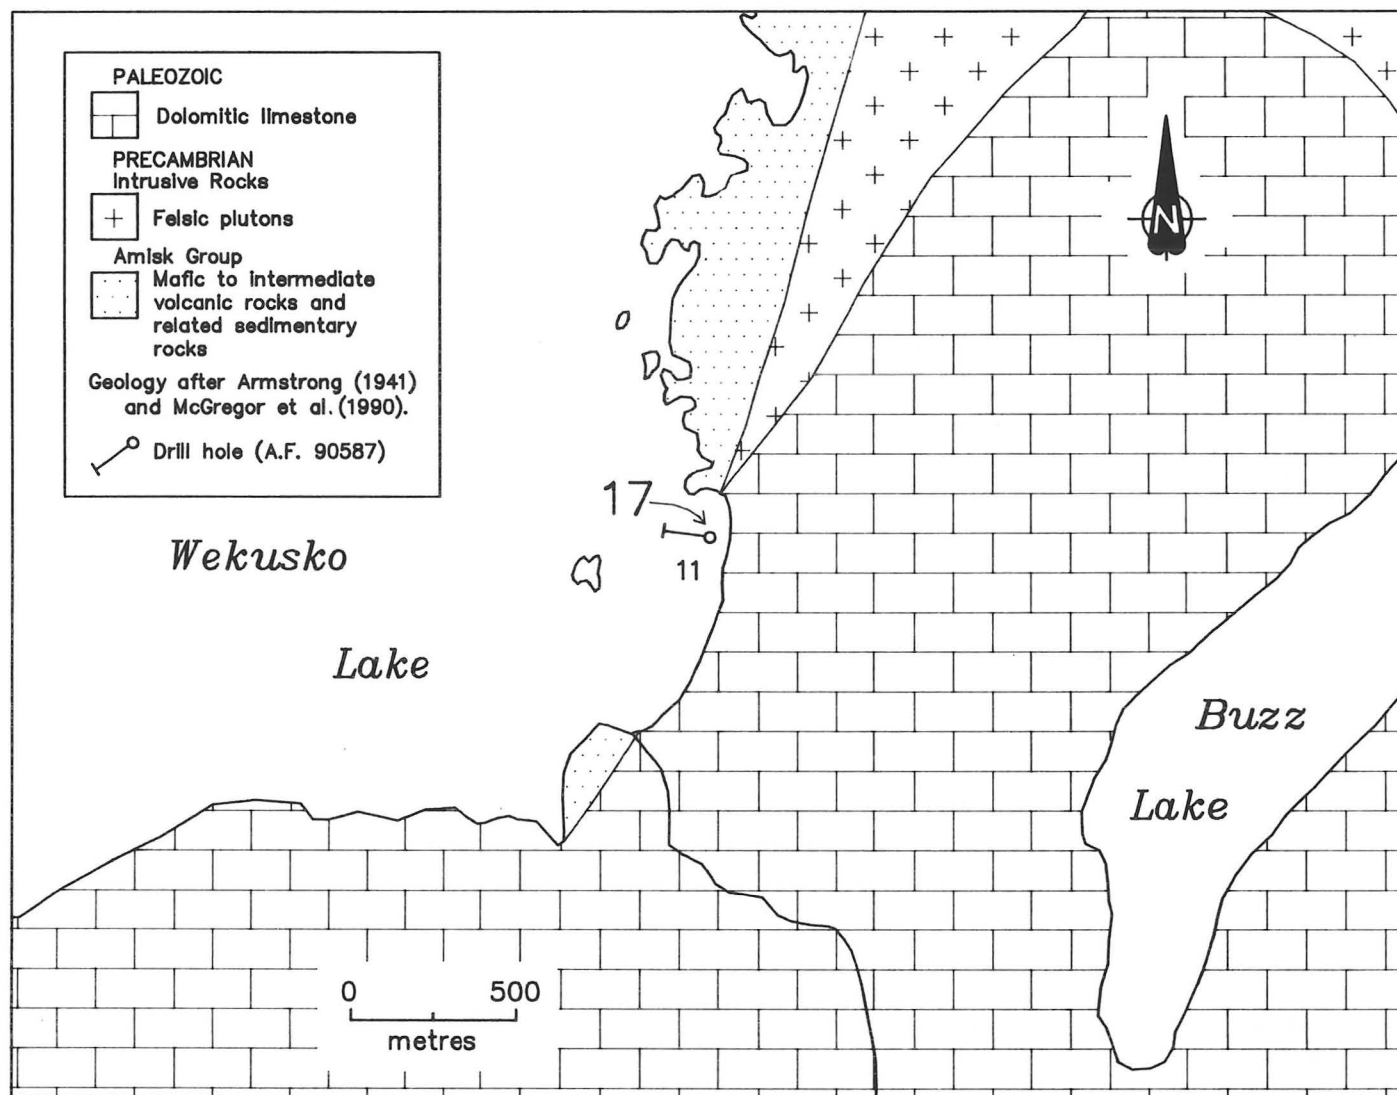 PALEOZOIC
Dolomitic limestone
PRECAMBRIAN
Intrusive Rocks
Felsic plutons
Amisk Group
Mafic to intermediate
volcanic rocks and
related sedimentary
rocks
Geology after Armstrong (1941)
and McGregor et al. (1990).
Drill hole (A.F. 90587)
N
17
11
Wekusko
Lake
Buzz
Lake
0 500
metres